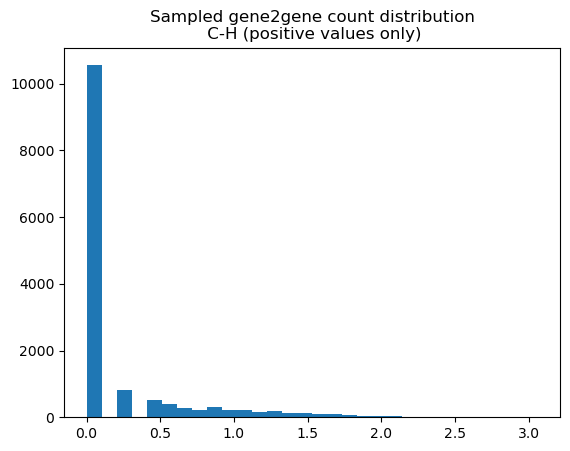 Sampled gene2gene count distribution
C-H (positive values only)
10000
8000
6000
4000
2000
0
0.0 0.5 1.0 1.5 2.0 2.5 3.0